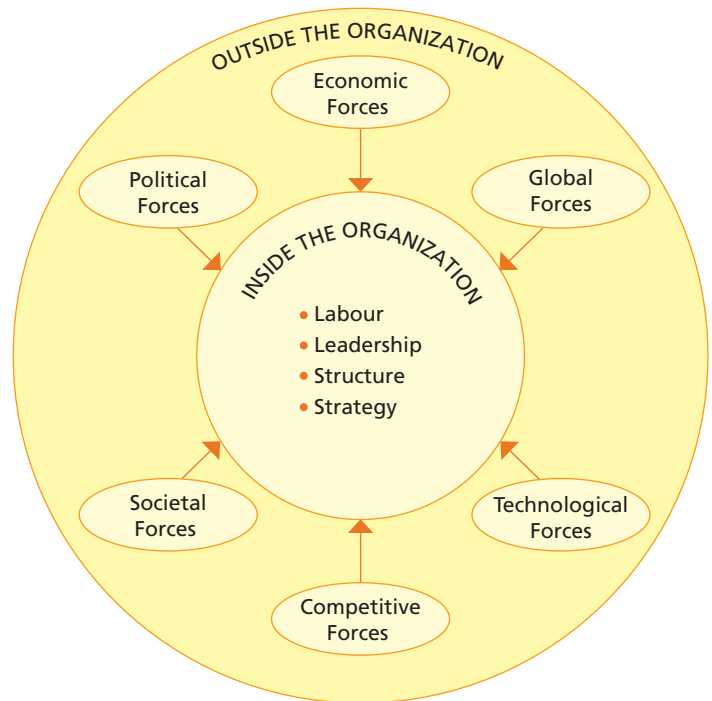 OUTSIDE THE ORGANIZATION
Economic
Forces
Political
Forces
Global
Forces
INSIDE THE ORGANIZATION
• Labour
• Leadership
• Structure
• Strategy
Societal
Forces
Technological
Forces
Competitive
Forces